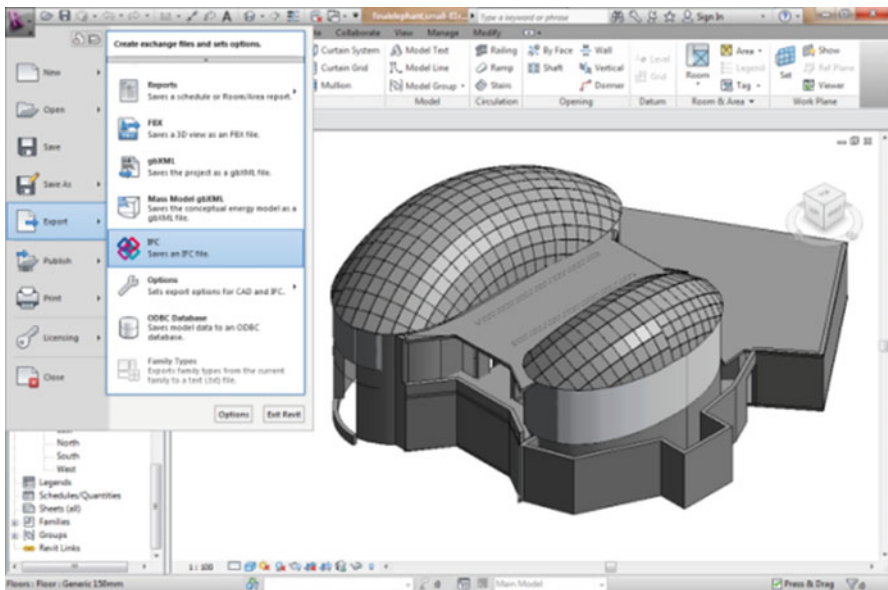 Type a keyword or phrase
Sign In
Collaborate View Manage Modify
Create exchange files and sets options.
New
Open
Save
Save As
Export
Publish
Print
Licensing
Close
Reports
Saves a schedule or Room/Area report.
FBX
Saves a 3D view as an FBX file.
gbXML
Saves the project as a gbXML file.
Mass Model gbXML
Saves the conceptual energy model as a
gbXML file.
IFC
Saves an IFC file.
Options
Sets export options for CAD and IFC.
ODBC Database
Saves model data to an ODBC
database.
Family Types
Exports family types from the current
family to a text (.txt) file.
Options Exit Revit
Curtain System
Curtain Grid
Mullion
Model Text
Model Line
Model Group
Model
Railing
Ramp
Stairs
Circulation
By Face
Shaft
Wall
Vertical
Dormer
Opening
Level
Grid
Datum
Room
Area
Legend
Tag
Room & Area
Set
Show
Ref Plane
Viewer
Work Plane
North
South
West
Legends
Schedules/Quantities
Sheets (all)
Families
Groups
Revit Links
1 : 100
Floors : Floor : Generic 150mm
:0
Main Model
Press & Drag
:0